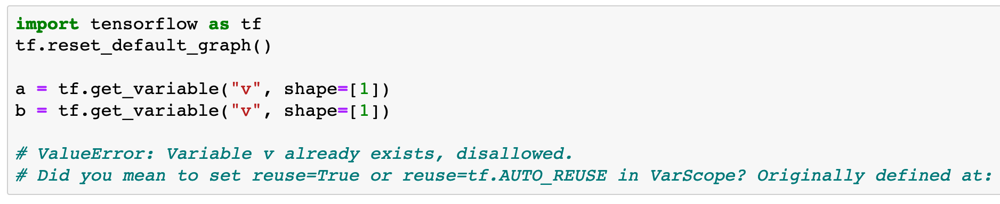 import tensorflow as tf
tf.reset_default_graph()
a = tf.get_variable("v", shape=[1])
b = tf.get_variable("v", shape=[1])
# ValueError: Variable v already exists, disallowed.
# Did you mean to set reuse=True or reuse=tf.AUTO_REUSE in VarScope? Originally defined at: